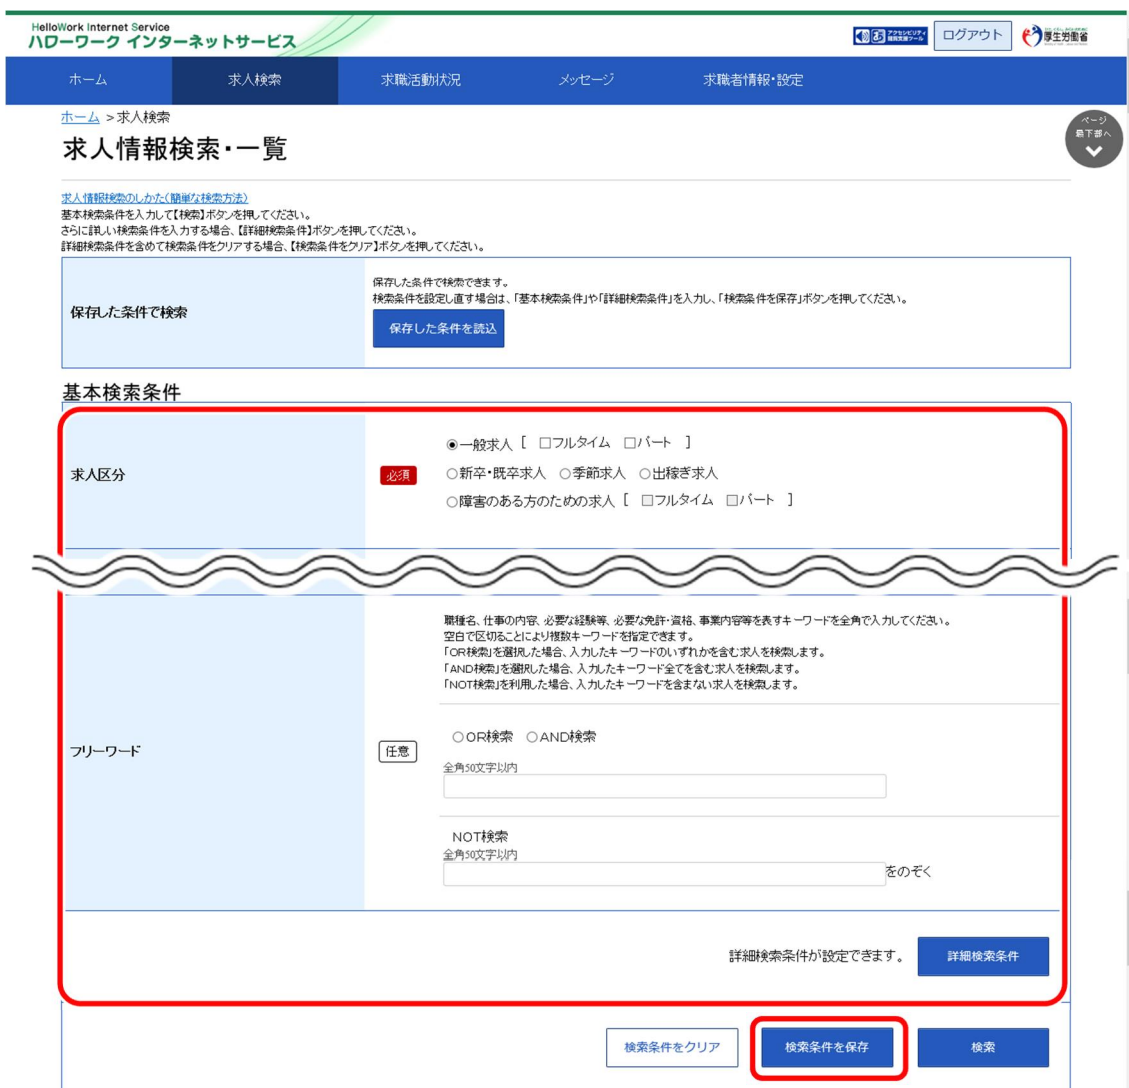 HelloWork Internet Service
ハローワーク インターネットサービス
アクセシビリティ
閲覧支援ツール
ログアウト
厚生労働省
ホーム 求人検索 求職活動状況 メッセージ 求職者情報・設定
ホーム >求人検索
ページ
最下部へ
求人情報検索・一覧
求人情報検索のしかた(簡単な検索方法)
基本検索条件を入力して【検索】ボタンを押してください。
さらに詳しい検索条件を入力する場合、【詳細検索条件】ボタンを押してください。
詳細検索条件を含めて検索条件をクリアする場合、【検索条件をクリア】ボタンを押してください。
保存した条件で検索
保存した条件で検索できます。
検索条件を設定し直す場合は、「基本検索条件」や「詳細検索条件」を入力し、「検索条件を保存」ボタンを押してください。
保存した条件を読込
基本検索条件
求人区分
必須
一般求人 [ フルタイム パート ]
新卒・既卒求人 季節求人 出稼ぎ求人
障害のある方のための求人 [ フルタイム パート ]
職種名、仕事の内容、必要な経験等、必要な免許・資格、事業内容等を表すキーワードを全角で入力してください。
空白で区切ることにより複数キーワードを指定できます。
「OR検索」を選択した場合、入力したキーワードのいずれかを含む求人を検索します。
「AND検索」を選択した場合、入力したキーワード全てを含む求人を検索します。
「NOT検索」を利用した場合、入力したキーワードを含まない求人を検索します。
フリーワード
任意
OR検索 AND検索
全角50文字以内
NOT検索
全角50文字以内
をのぞく
詳細検索条件が設定できます。 詳細検索条件
検索条件をクリア 検索条件を保存 検索